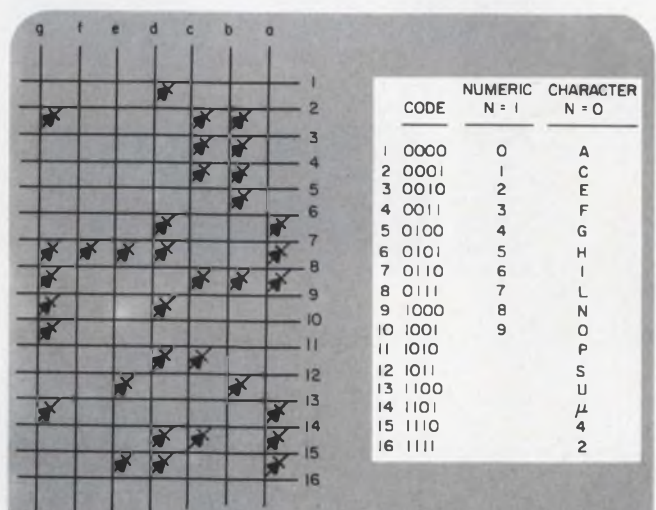 g f e d c b a
1
2
3
4
5
6
7
8
9
10
11
12
13
14
15
16
NUMERIC CHARACTER
CODE N = 1 N = 0
1 0000 0 A
2 0001 1 C
3 0010 2 E
4 0011 3 F
5 0100 4 G
6 0101 5 H
7 0110 6 I
8 0111 7 L
9 1000 8 N
10 1001 9 O
11 1010 P
12 1011 S
13 1100 U
14 1101 μ
15 1110 4
16 1111 2